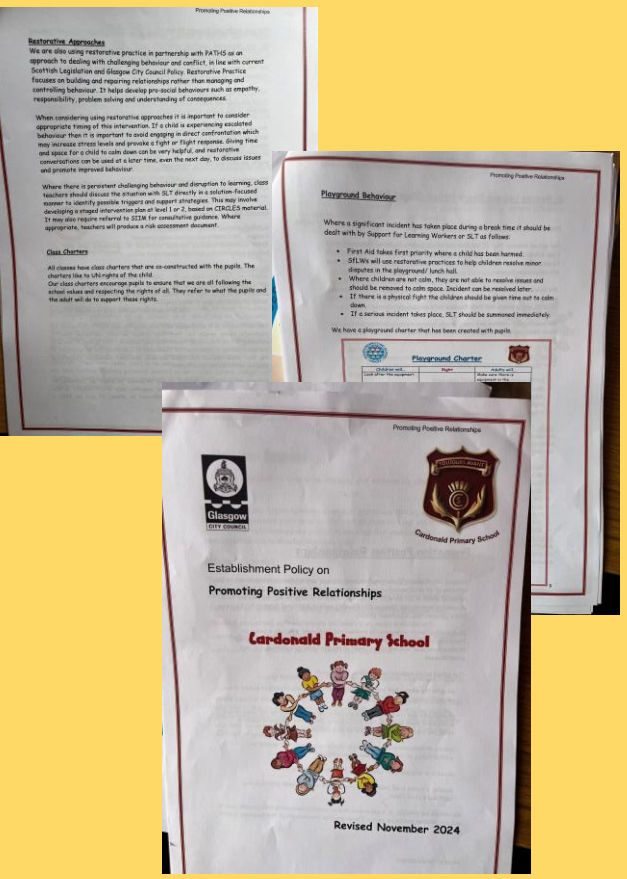 Promoting Positive Relationships
Restorative Approaches
We are also using restorative practice in partnership with PATHS as an
approach to dealing with challenging behaviour and conflict, in line with current
Scottish Legislation and Glasgow City Council Policy. Restorative Practice
focuses on building and repairing relationships rather than managing and
controlling behaviour. It helps develop pro-social behaviours such as empathy,
responsibility, problem solving and understanding of consequences.
When considering using restorative approaches it is important to consider
appropriate timing of this intervention. If a child is experiencing escalated
behaviour then it is important to avoid engaging in direct confrontation which
may increase stress levels and provoke a fight or flight response. Giving time
and space for a child to calm down can be very helpful, and restorative
conversations can be used at a later time, even the next day, to discuss issues
and promote improved behaviour.
Where there is persistent challenging behaviour and disruption to learning, class
teachers should discuss the situation with SLT directly in a solution-focused
manner to identify possible triggers and support strategies. This may involve
developing a staged intervention plan at level 1 or 2, based on CIRCLES material.
It may also require referral to SIIM for consultative guidance. Where
appropriate, teachers will produce a risk assessment document.
Class Charters
All classes have class charters that are co-constructed with the pupils. The
charters link to UN rights of the child.
Our class charters encourage pupils to ensure that we are all following the
school values and respecting the rights of all. They refer to what the pupils and
the adult will do to support these rights.
Promoting Positive Relationships
Playground Behaviour
Where a significant incident has taken place during a break time it should be
dealt with by Support for Learning Workers or SLT as follows:
• First Aid takes first priority where a child has been harmed.
• SfLWs will use restorative practices to help children resolve minor
disputes in the playground/ lunch hall.
• Where children are not calm, they are not able to resolve issues and
should be removed to calm space. Incident can be resolved later.
• If there is a physical fight the children should be given time out to calm
down.
• If a serious incident takes place, SLT should be summoned immediately.
We have a playground charter that has been created with pupils.
Playground Charter
Children will... Right Adults will...
Look after the equipment Make sure there is
equipment in the
5
Promoting Positive Relationships
Glasgow
CITY COUNCIL
TOUJOURS AVANT
Cardonald Primary School
Establishment Policy on
Promoting Positive Relationships
Cardonald Primary School
Revised November 2024